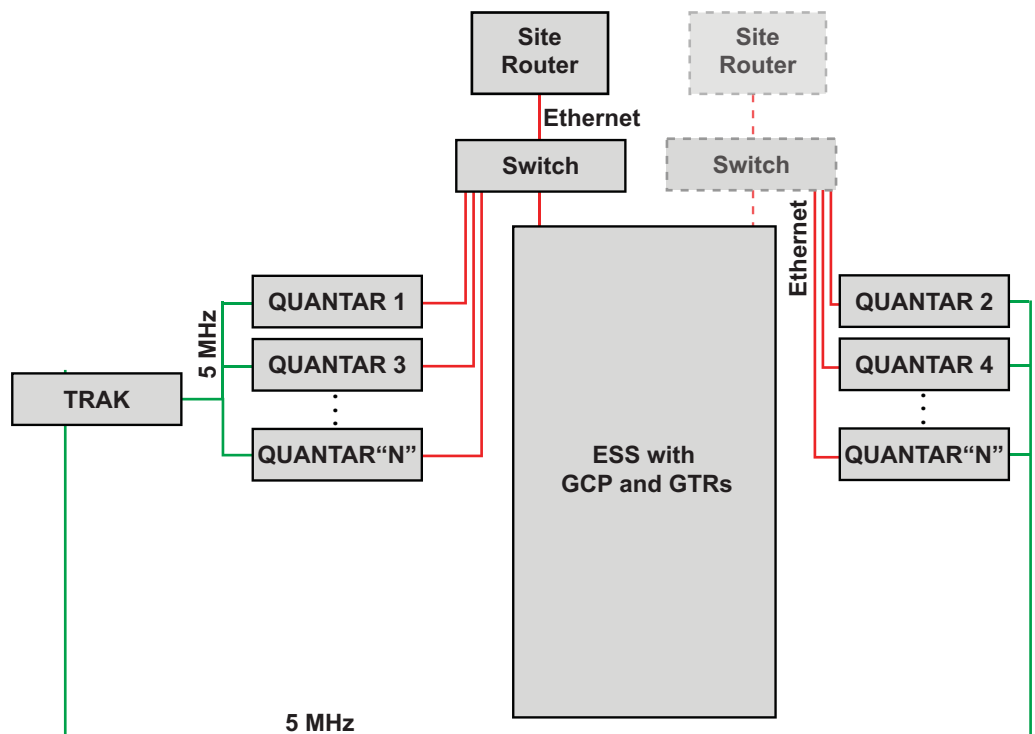 Site
Router
Site
Router
Ethernet
Switch
Switch
Ethernet
QUANTAR 1
QUANTAR 2
5 MHz
QUANTAR 3
QUANTAR 4
TRAK
QUANTAR“N”
QUANTAR“N”
ESS with
GCP and GTRs
5 MHz